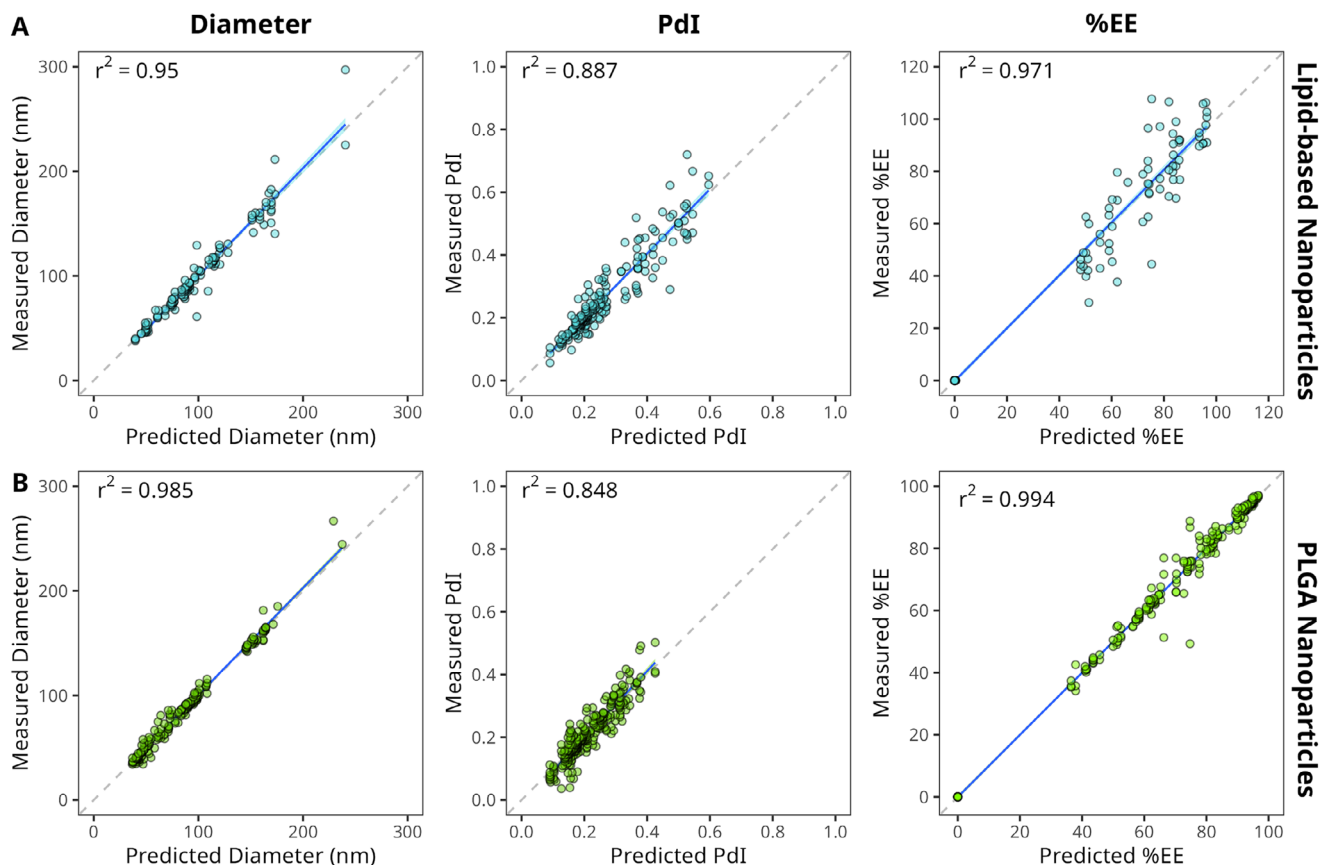 A
Diameter
PdI
%EE
r² = 0.95
300
200
100
0
0 100 200 300
Measured Diameter (nm)
Predicted Diameter (nm)
r² = 0.887
1.0
0.8
0.6
0.4
0.2
0.0
0.0 0.2 0.4 0.6 0.8 1.0
Measured PdI
Predicted PdI
r² = 0.971
120
100
80
60
40
20
0
0 20 40 60 80 100 120
Measured %EE
Predicted %EE
Lipid-based Nanoparticles
B
r² = 0.985
300
200
100
0
0 100 200 300
Measured Diameter (nm)
Predicted Diameter (nm)
r² = 0.848
1.0
0.8
0.6
0.4
0.2
0.0
0.0 0.2 0.4 0.6 0.8 1.0
Measured PdI
Predicted PdI
r² = 0.994
100
80
60
40
20
0
0 20 40 60 80 100
Measured %EE
Predicted %EE
PLGA Nanoparticles